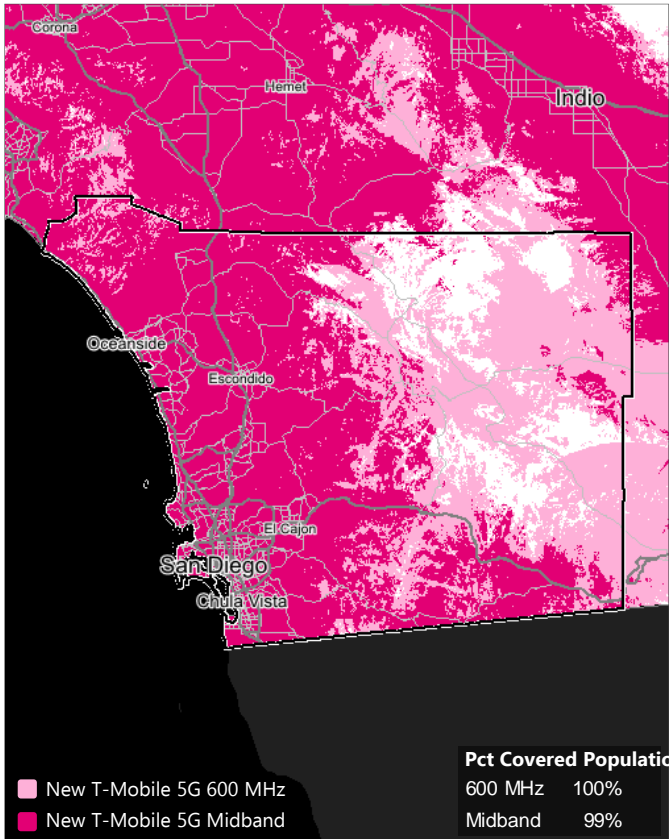 Corona
Hemet
Indio
Oceanside
Escondido
El Cajon
San Diego
Chula Vista
New T-Mobile 5G 600 MHz
New T-Mobile 5G Midband
Pct Covered Populatio
600 MHz 100%
Midband 99%